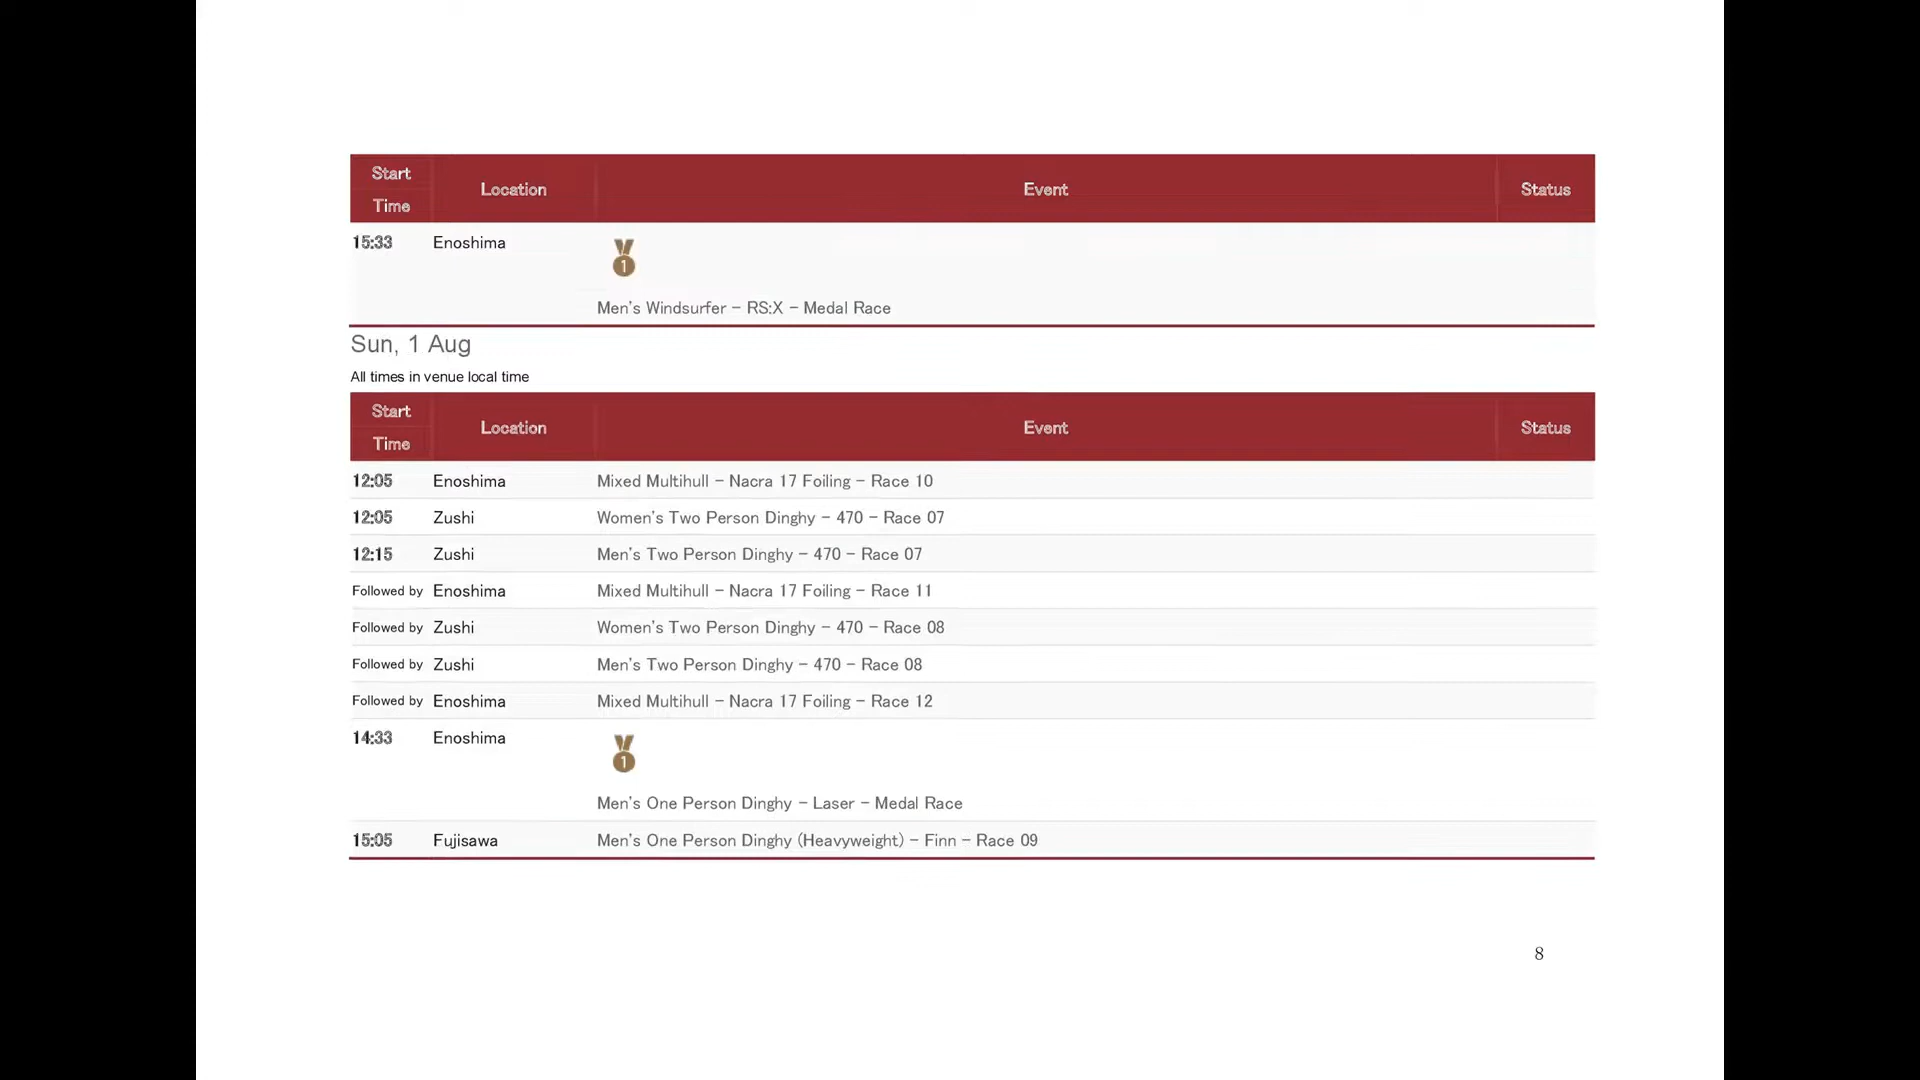 Start Time Location Event Status
15:33 Enoshima 1
Men's Windsurfer - RS:X - Medal Race
Sun, 1 Aug
All times in venue local time
Start Time Location Event Status
12:05 Enoshima Mixed Multihull - Nacra 17 Foiling - Race 10
12:05 Zushi Women's Two Person Dinghy - 470 - Race 07
12:15 Zushi Men's Two Person Dinghy - 470 - Race 07
Followed by Enoshima Mixed Multihull - Nacra 17 Foiling - Race 11
Followed by Zushi Women's Two Person Dinghy - 470 - Race 08
Followed by Zushi Men's Two Person Dinghy - 470 - Race 08
Followed by Enoshima Mixed Multihull - Nacra 17 Foiling - Race 12
14:33 Enoshima 1
Men's One Person Dinghy - Laser - Medal Race
15:05 Fujisawa Men's One Person Dinghy (Heavyweight) - Finn - Race 09
8